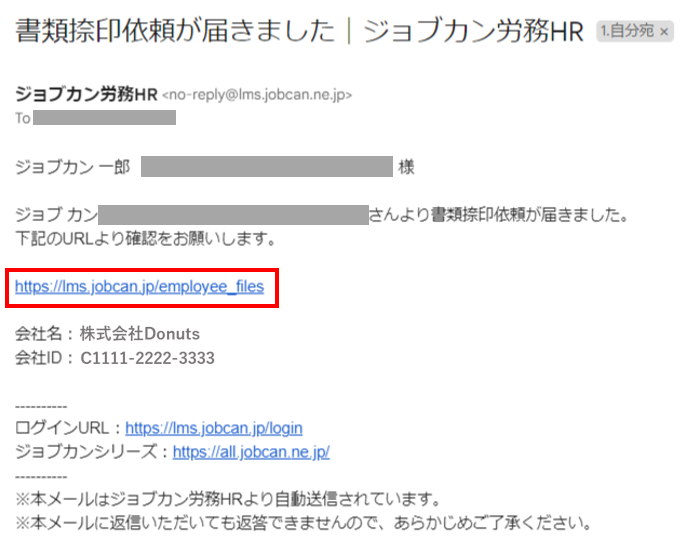 書類捺印依頼が届きました｜ジョブカン労務HR 1.自分宛 ×
ジョブカン労務HR <no-reply@lms.jobcan.ne.jp>
To
ジョブカン 一郎 様
ジョブ カン さんより書類捺印依頼が届きました。
下記のURLより確認をお願いします。
https://lms.jobcan.jp/employee_files
会社名：株式会社Donuts
会社ID：C1111-2222-3333
----------
ログインURL：https://lms.jobcan.jp/login
ジョブカンシリーズ：https://all.jobcan.ne.jp/
----------
※本メールはジョブカン労務HRより自動送信されています。
※本メールに返信いただいても返答できませんので、あらかじめご了承ください。